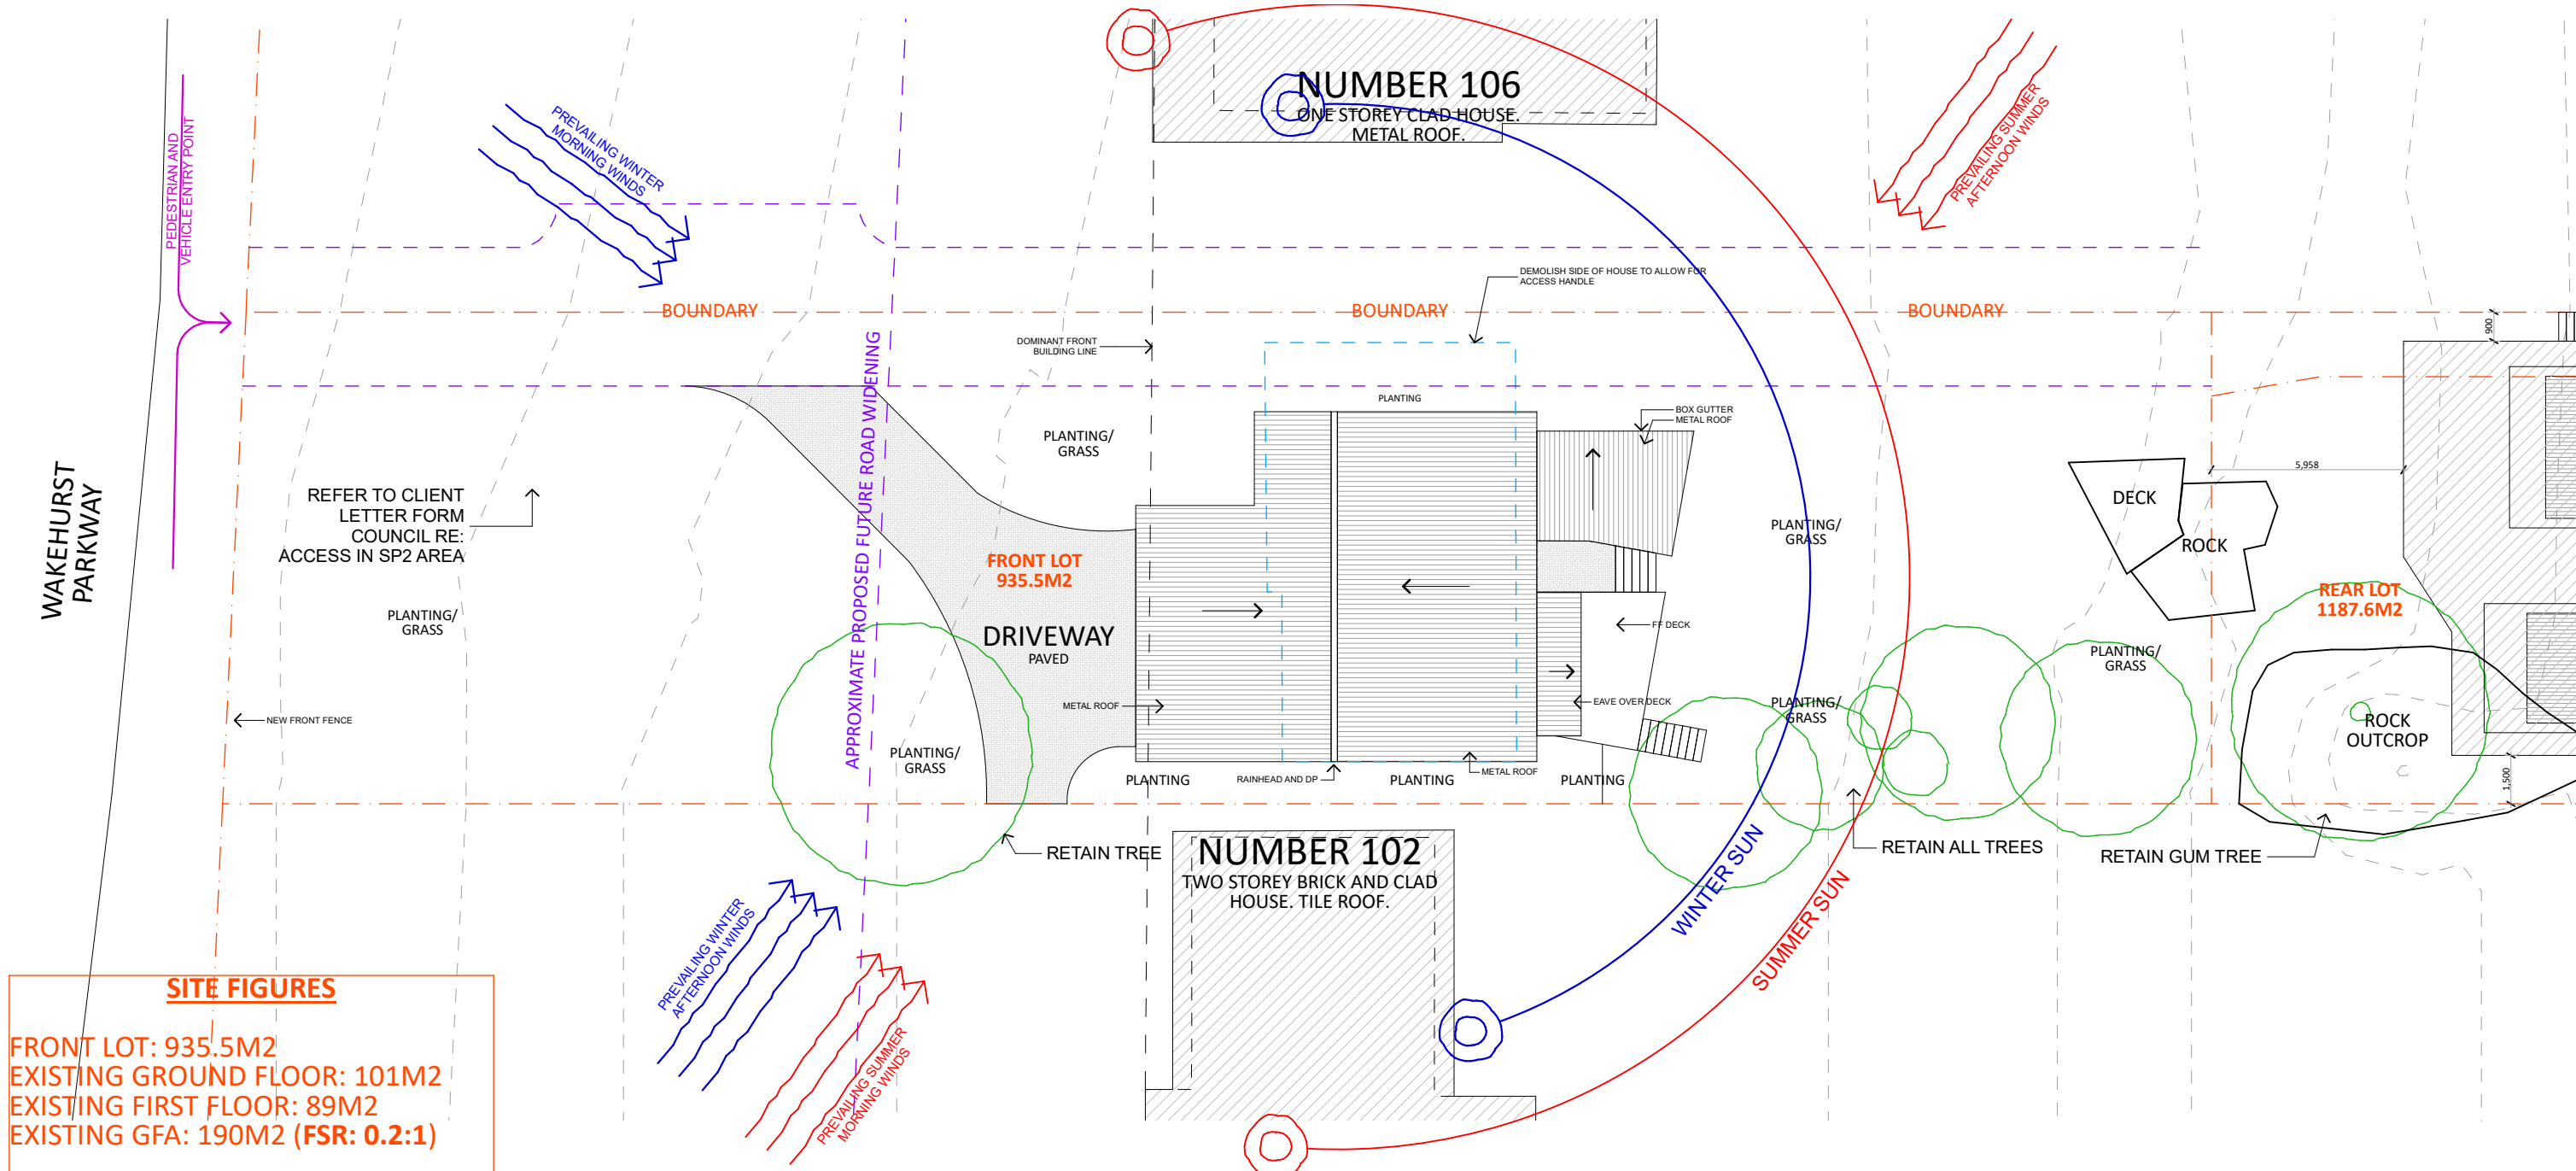 NUMBER 106
ONE STOREY CLAD HOUSE.
METAL ROOF.
PEDESTRIAN AND
VEHICLE ENTRY POINT
PREVAILING WINTER
MORNING WINDS
PREVAILING SUMMER
AFTERNOON WINDS
DEMOLISH SIDE OF HOUSE TO ALLOW FOR
ACCESS HANDLE
BOUNDARY
BOUNDARY
BOUNDARY
900
DOMINANT FRONT
BUILDING LINE
APPROXIMATE PROPOSED FUTURE ROAD WIDENING
PLANTING
BOX GUTTER
METAL ROOF
PLANTING/
GRASS
WAKEHURST
PARKWAY
REFER TO CLIENT
LETTER FORM
COUNCIL RE:
ACCESS IN SP2 AREA
5,958
DECK
ROCK
PLANTING/
GRASS
FRONT LOT
935.5M2
REAR LOT
1187.6M2
PLANTING/
GRASS
DRIVEWAY
PAVED
FF DECK
PLANTING/
GRASS
METAL ROOF
EAVE OVER DECK
PLANTING/
GRASS
NEW FRONT FENCE
ROCK
OUTCROP
PLANTING/
GRASS
PLANTING
RAINHEAD AND DP
PLANTING
METAL ROOF
PLANTING
1,500
RETAIN TREE
NUMBER 102
TWO STOREY BRICK AND CLAD
HOUSE. TILE ROOF.
RETAIN ALL TREES
RETAIN GUM TREE
WINTER SUN
SUMMER SUN
PREVAILING WINTER
AFTERNOON WINDS
PREVAILING SUMMER
MORNING WINDS
SITE FIGURES
FRONT LOT: 935.5M2
EXISTING GROUND FLOOR: 101M2
EXISTING FIRST FLOOR: 89M2
EXISTING GFA: 190M2 (FSR: 0.2:1)